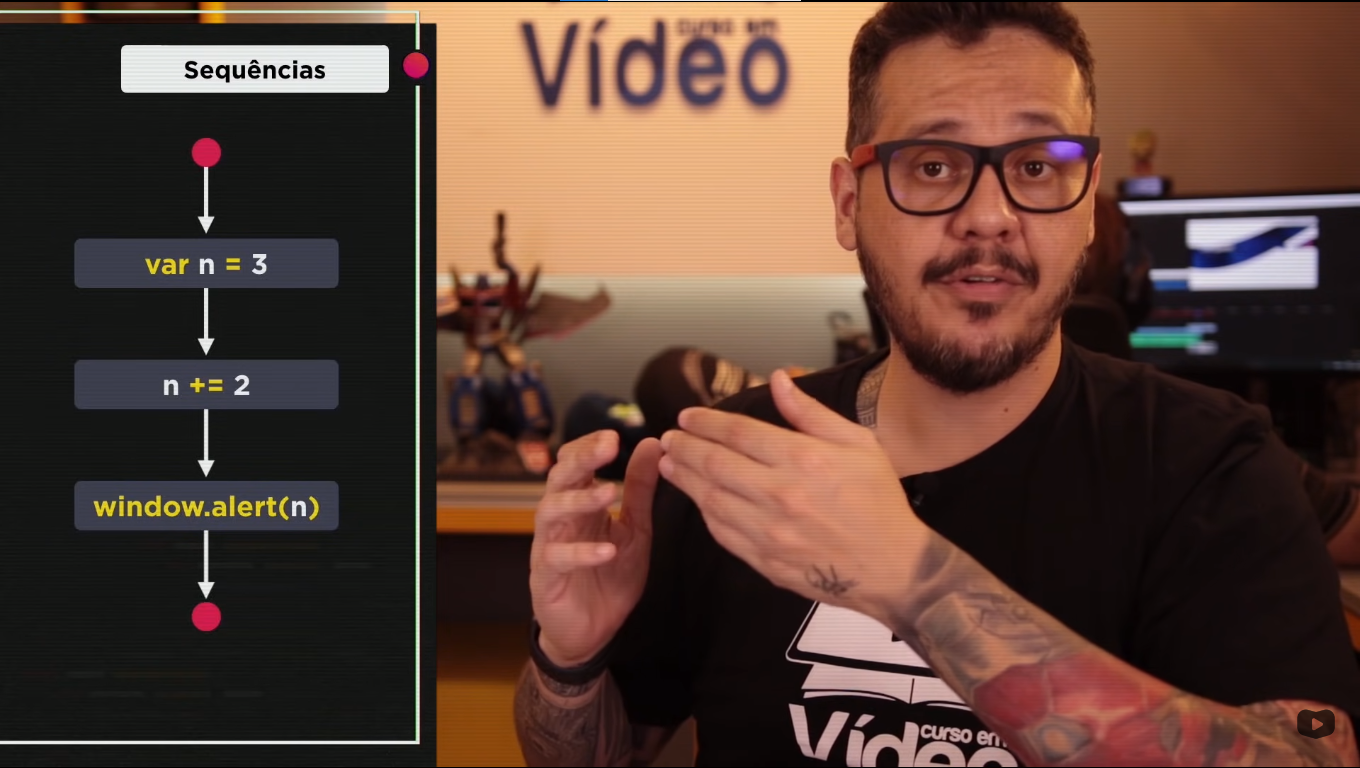 Sequências
var n = 3
n += 2
window.alert(n)
curso em
Vídeo
curso em
Vídeo